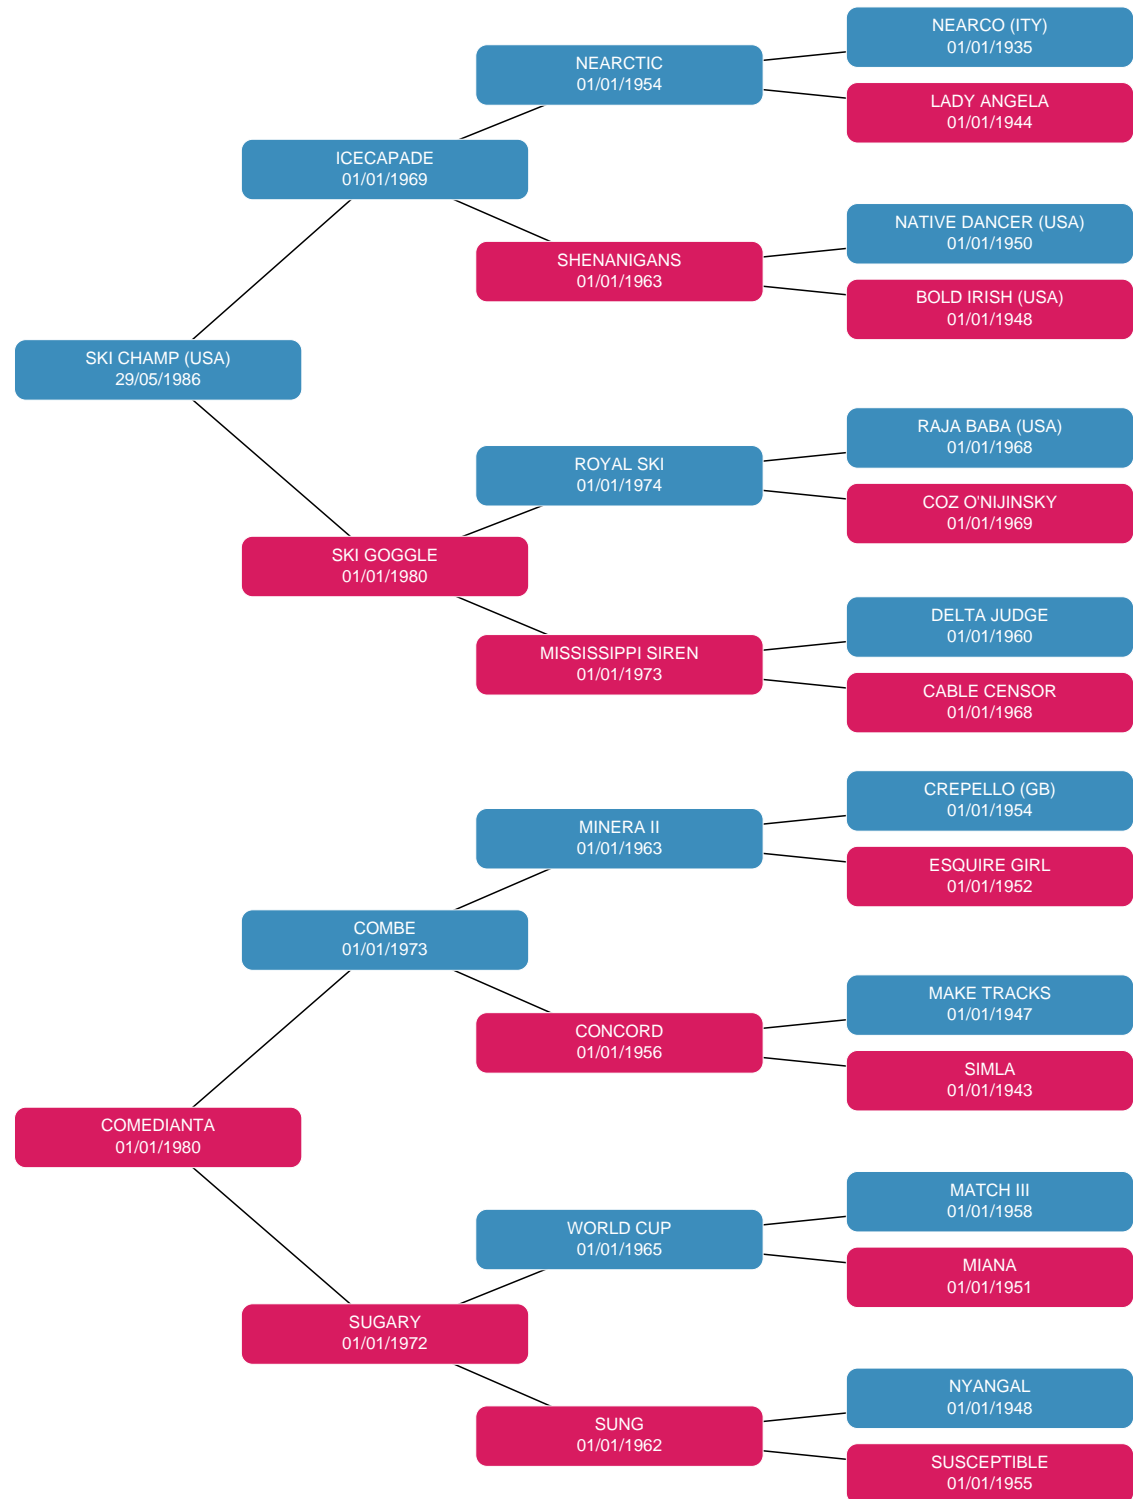 NEARCO (ITY)
01/01/1935
NEARCTIC
01/01/1954
LADY ANGELA
01/01/1944
ICECAPADE
01/01/1969
NATIVE DANCER (USA)
01/01/1950
SHENANIGANS
01/01/1963
BOLD IRISH (USA)
01/01/1948
SKI CHAMP (USA)
29/05/1986
RAJA BABA (USA)
01/01/1968
ROYAL SKI
01/01/1974
COZ O'NIJINSKY
01/01/1969
SKI GOGGLE
01/01/1980
DELTA JUDGE
01/01/1960
MISSISSIPPI SIREN
01/01/1973
CABLE CENSOR
01/01/1968
CREPELLO (GB)
01/01/1954
MINERA II
01/01/1963
ESQUIRE GIRL
01/01/1952
COMBE
01/01/1973
MAKE TRACKS
01/01/1947
CONCORD
01/01/1956
SIMLA
01/01/1943
COMEDIANTA
01/01/1980
MATCH III
01/01/1958
WORLD CUP
01/01/1965
MIANA
01/01/1951
SUGARY
01/01/1972
NYANGAL
01/01/1948
SUNG
01/01/1962
SUSCEPTIBLE
01/01/1955